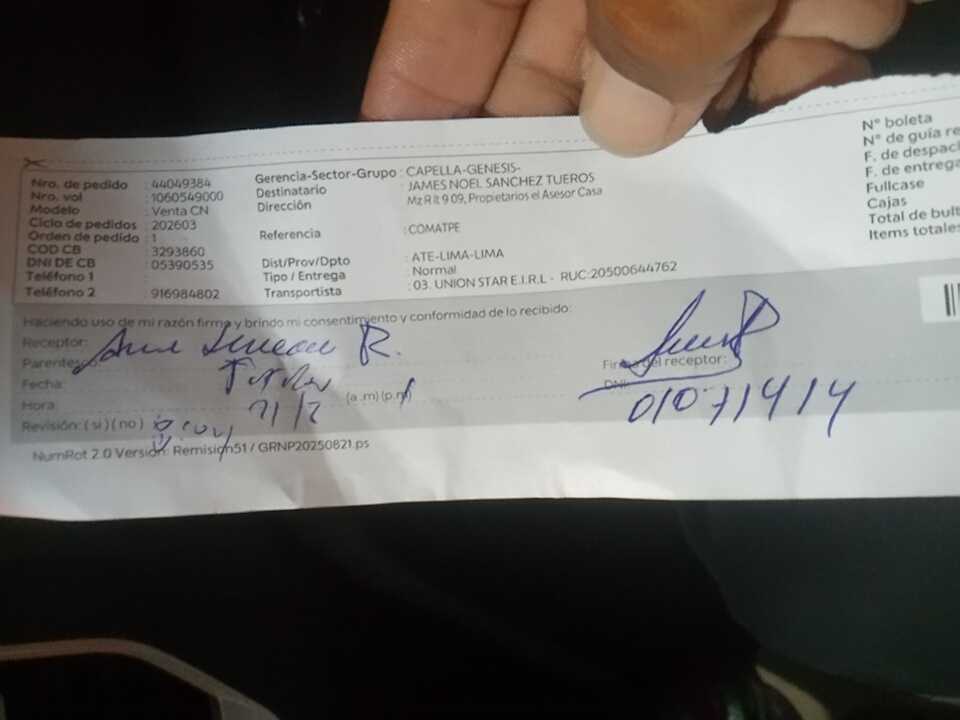 Nro. de pedido : 44049384
Nro. vol : 1060549000
Modelo : Venta CN
Ciclo de pedidos : 202603
Orden de pedido : 1
COD CB : 3293860
DNI DE CB : 05390535
Teléfono 1 :
Teléfono 2 : 916984802
Gerencia-Sector-Grupo : CAPELLA-GENESIS-
Destinatario : JAMES NOEL SANCHEZ TUEROS
Dirección : Mz R lt 9 09, Propietarios el Asesor Casa
Referencia : COMATPE
Dist/Prov/Dpto : ATE-LIMA-LIMA
Tipo / Entrega : Normal
Transportista : 03. UNION STAR E.I.R.L - RUC:20500644762
N° boleta
N° de guía re
F. de despac
F. de entrega
Fullcase
Cajas
Total de bult
Items totales
Haciendo uso de mi razón firmo y brindo mi consentimiento y conformidad de lo recibido:
Receptor: R.
Parentesco:
Fecha:
Hora: (a.m) (p.m)
Revisión: ( si ) ( no )
Firma del receptor:
DNI: 01071414
NumRot 2.0 Versión: Remision51 / GRNP20250821.ps